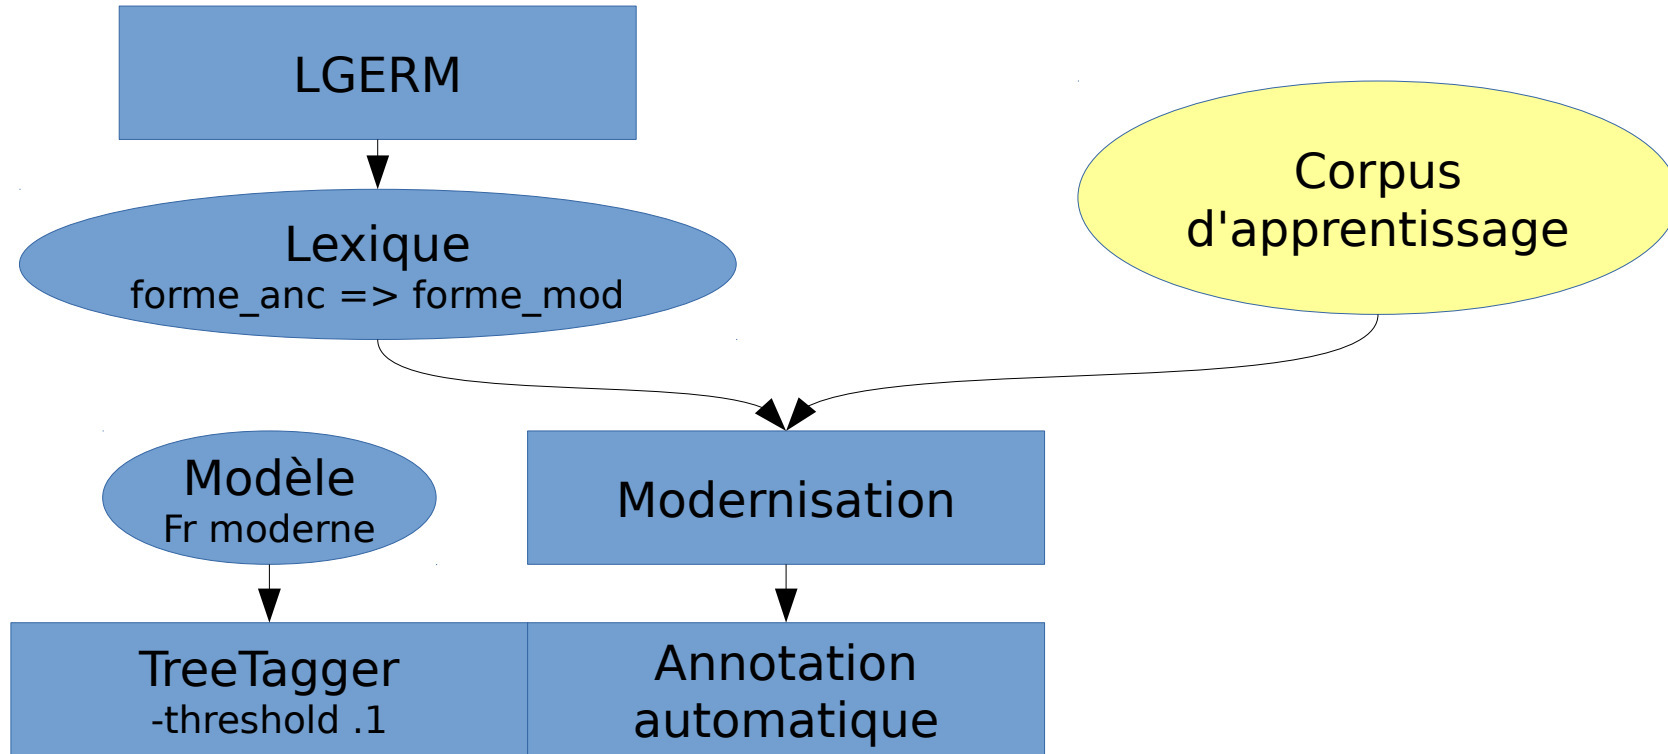 LGERM
Lexique
forme_anc => forme_mod
Corpus
d'apprentissage
Modèle
Fr moderne
Modernisation
TreeTagger
-threshold .1
Annotation
automatique